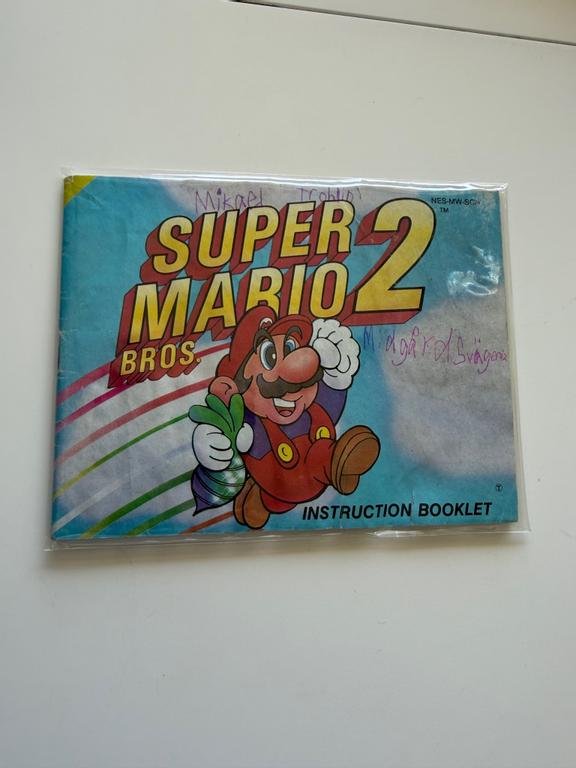 Mikael
NES-MW-SCN
TM
SUPER
MARIO 2
BROS.
INSTRUCTION BOOKLET